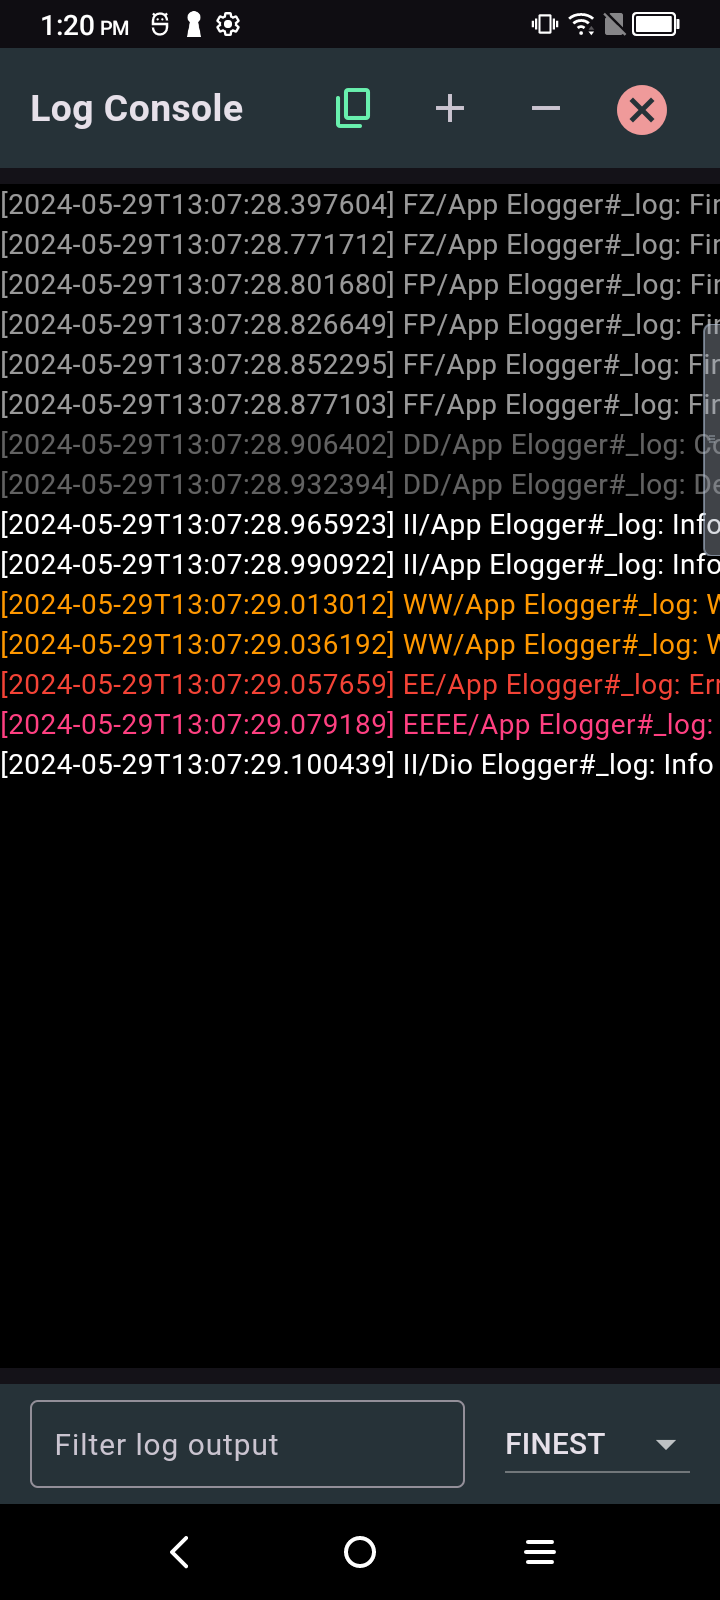 1:20 PM
Log Console
[2024-05-29T13:07:28.397604] FZ/App Elogger#_log: Fin
[2024-05-29T13:07:28.771712] FZ/App Elogger#_log: Fin
[2024-05-29T13:07:28.801680] FP/App Elogger#_log: Fin
[2024-05-29T13:07:28.826649] FP/App Elogger#_log: Fin
[2024-05-29T13:07:28.852295] FF/App Elogger#_log: Fin
[2024-05-29T13:07:28.877103] FF/App Elogger#_log: Fin
[2024-05-29T13:07:28.906402] DD/App Elogger#_log: Co
[2024-05-29T13:07:28.932394] DD/App Elogger#_log: De
[2024-05-29T13:07:28.965923] II/App Elogger#_log: Info
[2024-05-29T13:07:28.990922] II/App Elogger#_log: Info
[2024-05-29T13:07:29.013012] WW/App Elogger#_log: W
[2024-05-29T13:07:29.036192] WW/App Elogger#_log: W
[2024-05-29T13:07:29.057659] EE/App Elogger#_log: Err
[2024-05-29T13:07:29.079189] EEEE/App Elogger#_log:
[2024-05-29T13:07:29.100439] II/Dio Elogger#_log: Info
Filter log output
FINEST